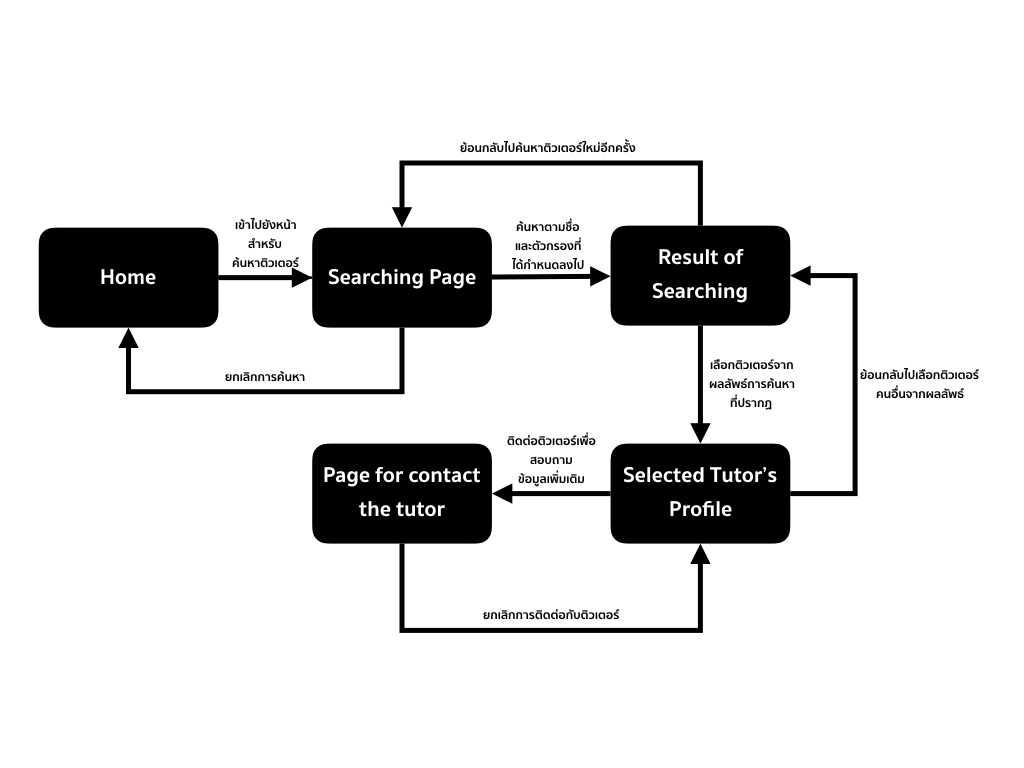 ย้อนกลับไปค้นหาติวเตอร์ใหม่อีกครั้ง
เข้าไปยังหน้า
สำหรับ
ค้นหาติวเตอร์
ค้นหาตามชื่อ
และตัวกรองที่
ได้กำหนดลงไป
Home
Searching Page
Result of
Searching
ยกเลิกการค้นหา
เลือกติวเตอร์จาก
ผลลัพธ์การค้นหา
ที่ปรากฏ
ย้อนกลับไปเลือกติวเตอร์
คนอื่นจากผลลัพธ์
ติดต่อติวเตอร์เพื่อ
สอบถาม
ข้อมูลเพิ่มเติม
Page for contact
the tutor
Selected Tutor’s
Profile
ยกเลิกการติดต่อกับติวเตอร์